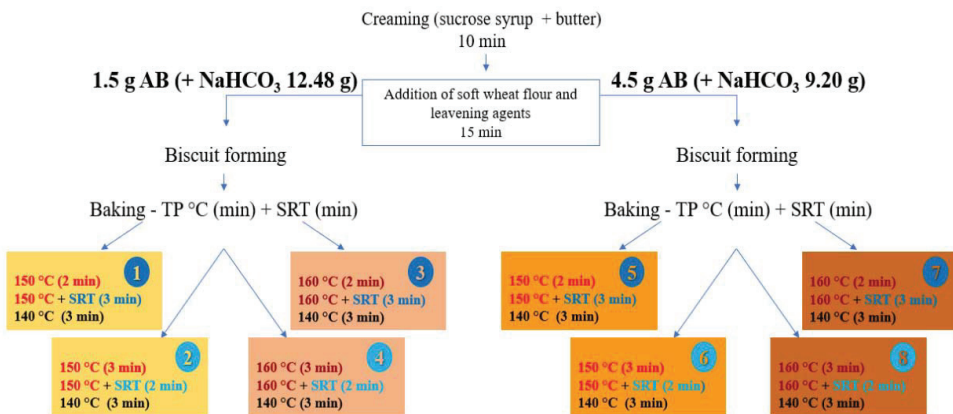 Creaming (sucrose syrup + butter)
10 min
1.5 g AB (+ NaHCO₃ 12.48 g)
Addition of soft wheat flour and
leavening agents
15 min
4.5 g AB (+ NaHCO₃ 9.20 g)
Biscuit forming
Biscuit forming
Baking - TP °C (min) + SRT (min)
Baking - TP °C (min) + SRT (min)
1
150 °C (2 min)
150 °C + SRT (3 min)
140 °C (3 min)
3
160 °C (2 min)
160 °C + SRT (3 min)
140 °C (3 min)
2
150 °C (3 min)
150 °C + SRT (2 min)
140 °C (3 min)
4
160 °C (3 min)
160 °C + SRT (2 min)
140 °C (3 min)
5
150 °C (2 min)
150 °C + SRT (3 min)
140 °C (3 min)
7
160 °C (2 min)
160 °C + SRT (3 min)
140 °C (3 min)
6
150 °C (3 min)
150 °C + SRT (2 min)
140 °C (3 min)
8
160 °C (3 min)
160 °C + SRT (2 min)
140 °C (3 min)